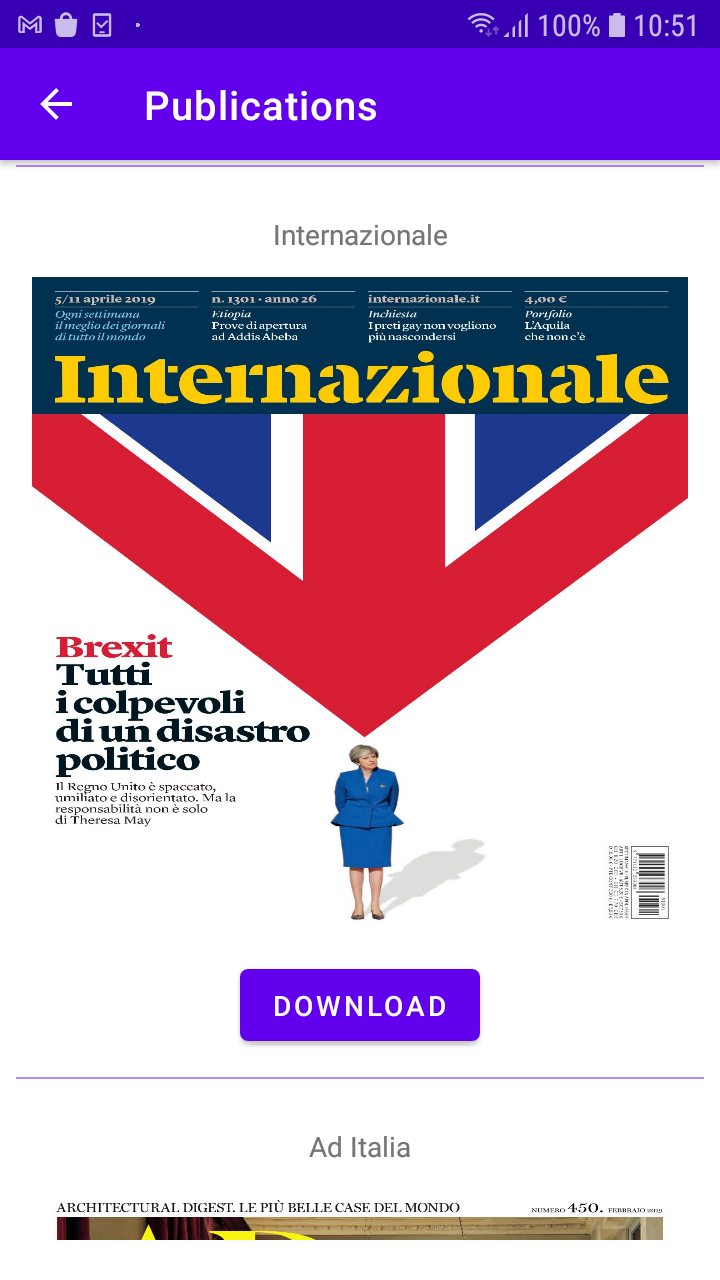 100% 10:51
Publications
Internazionale
5/11 aprile 2019
Ogni settimana
il meglio dei giornali
di tutto il mondo
n. 1301 · anno 26
Etiopia
Prove di apertura
ad Addis Abeba
internazionale.it
Inchiesta
I preti gay non vogliono
più nascondersi
4,00 €
Portfolio
L'Aquila
che non c'è
Internazionale
Brexit
Tutti
i colpevoli
di un disastro
politico
Il Regno Unito è spaccato,
umiliato e disorientato. Ma la
responsabilità non è solo
di Theresa May
DOWNLOAD
Ad Italia
ARCHITECTURAL DIGEST. LE PIÙ BELLE CASE DEL MONDO
NUMERO 450. FEBBRAIO 2019